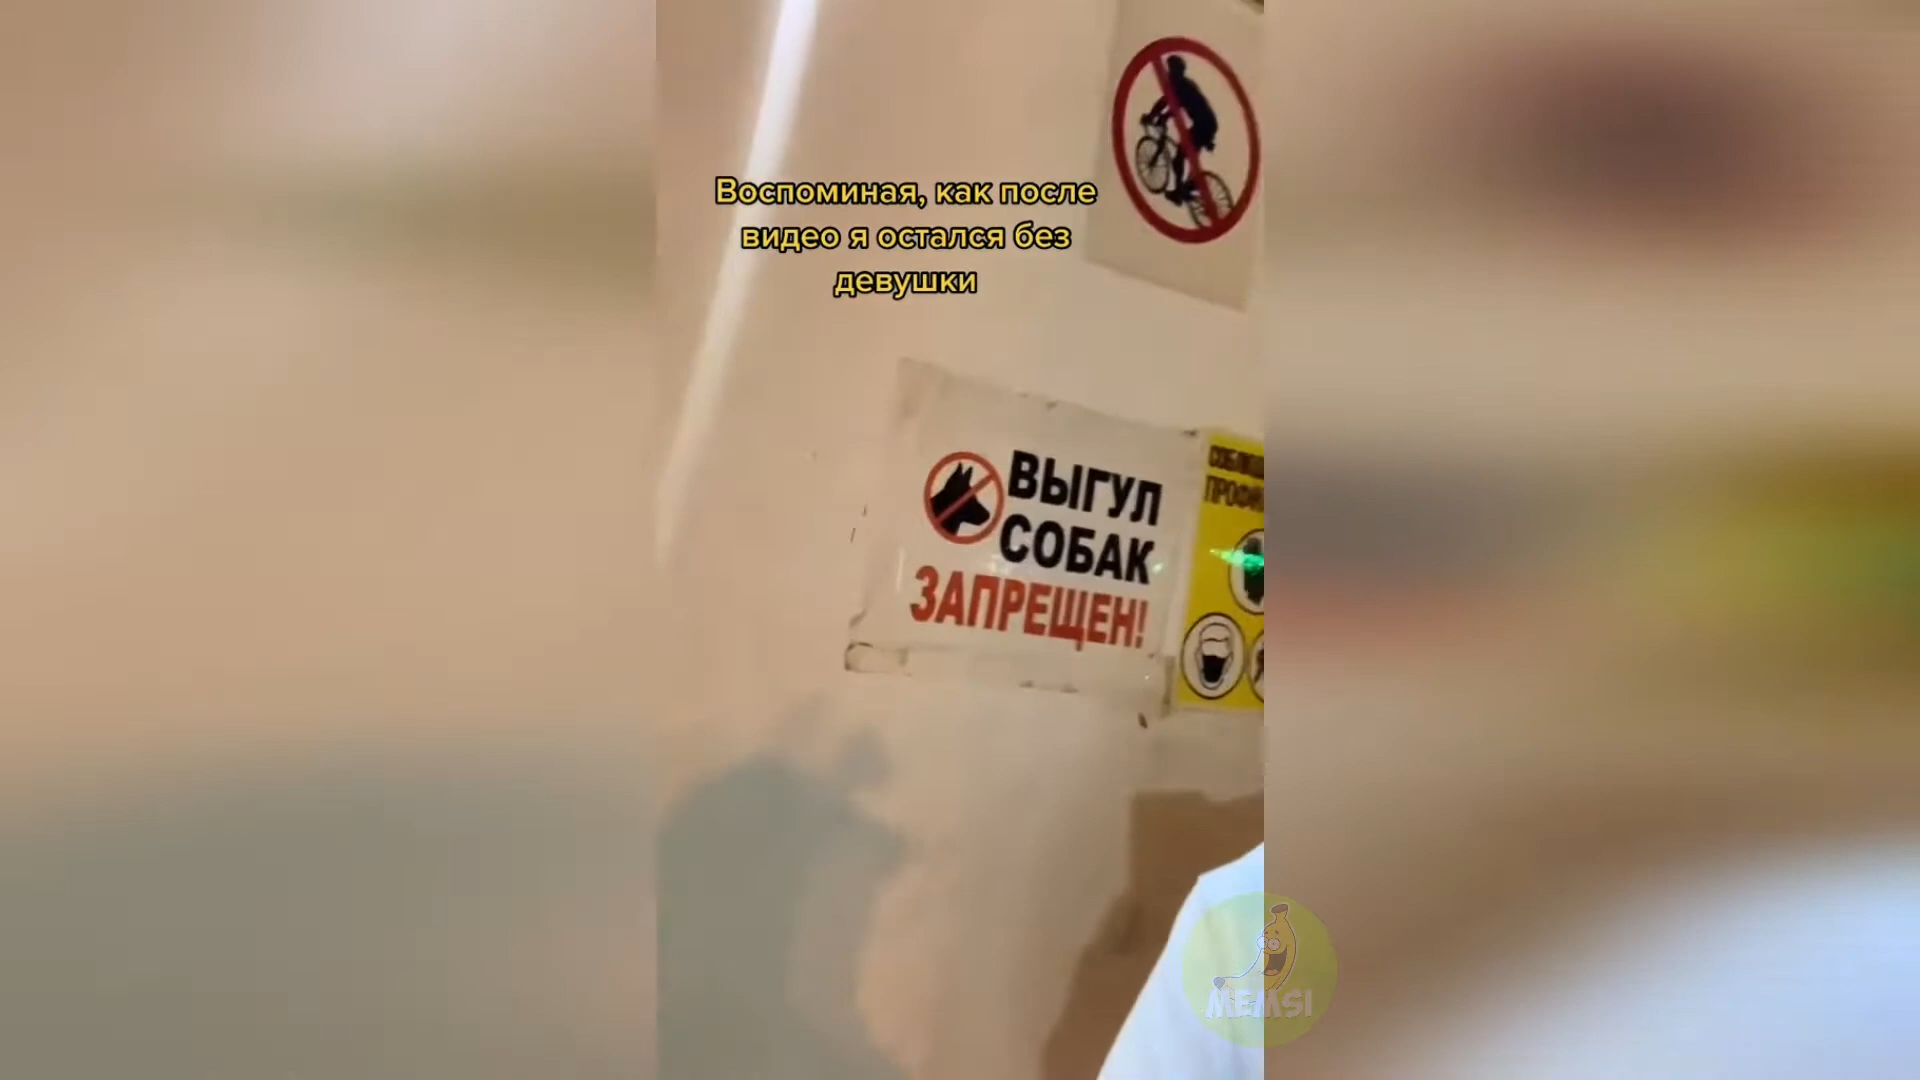 Воспоминая, как после
видео я остался без
девушки
ВЫГУЛ
СОБАК
ЗАПРЕЩЕН!
MEMSI